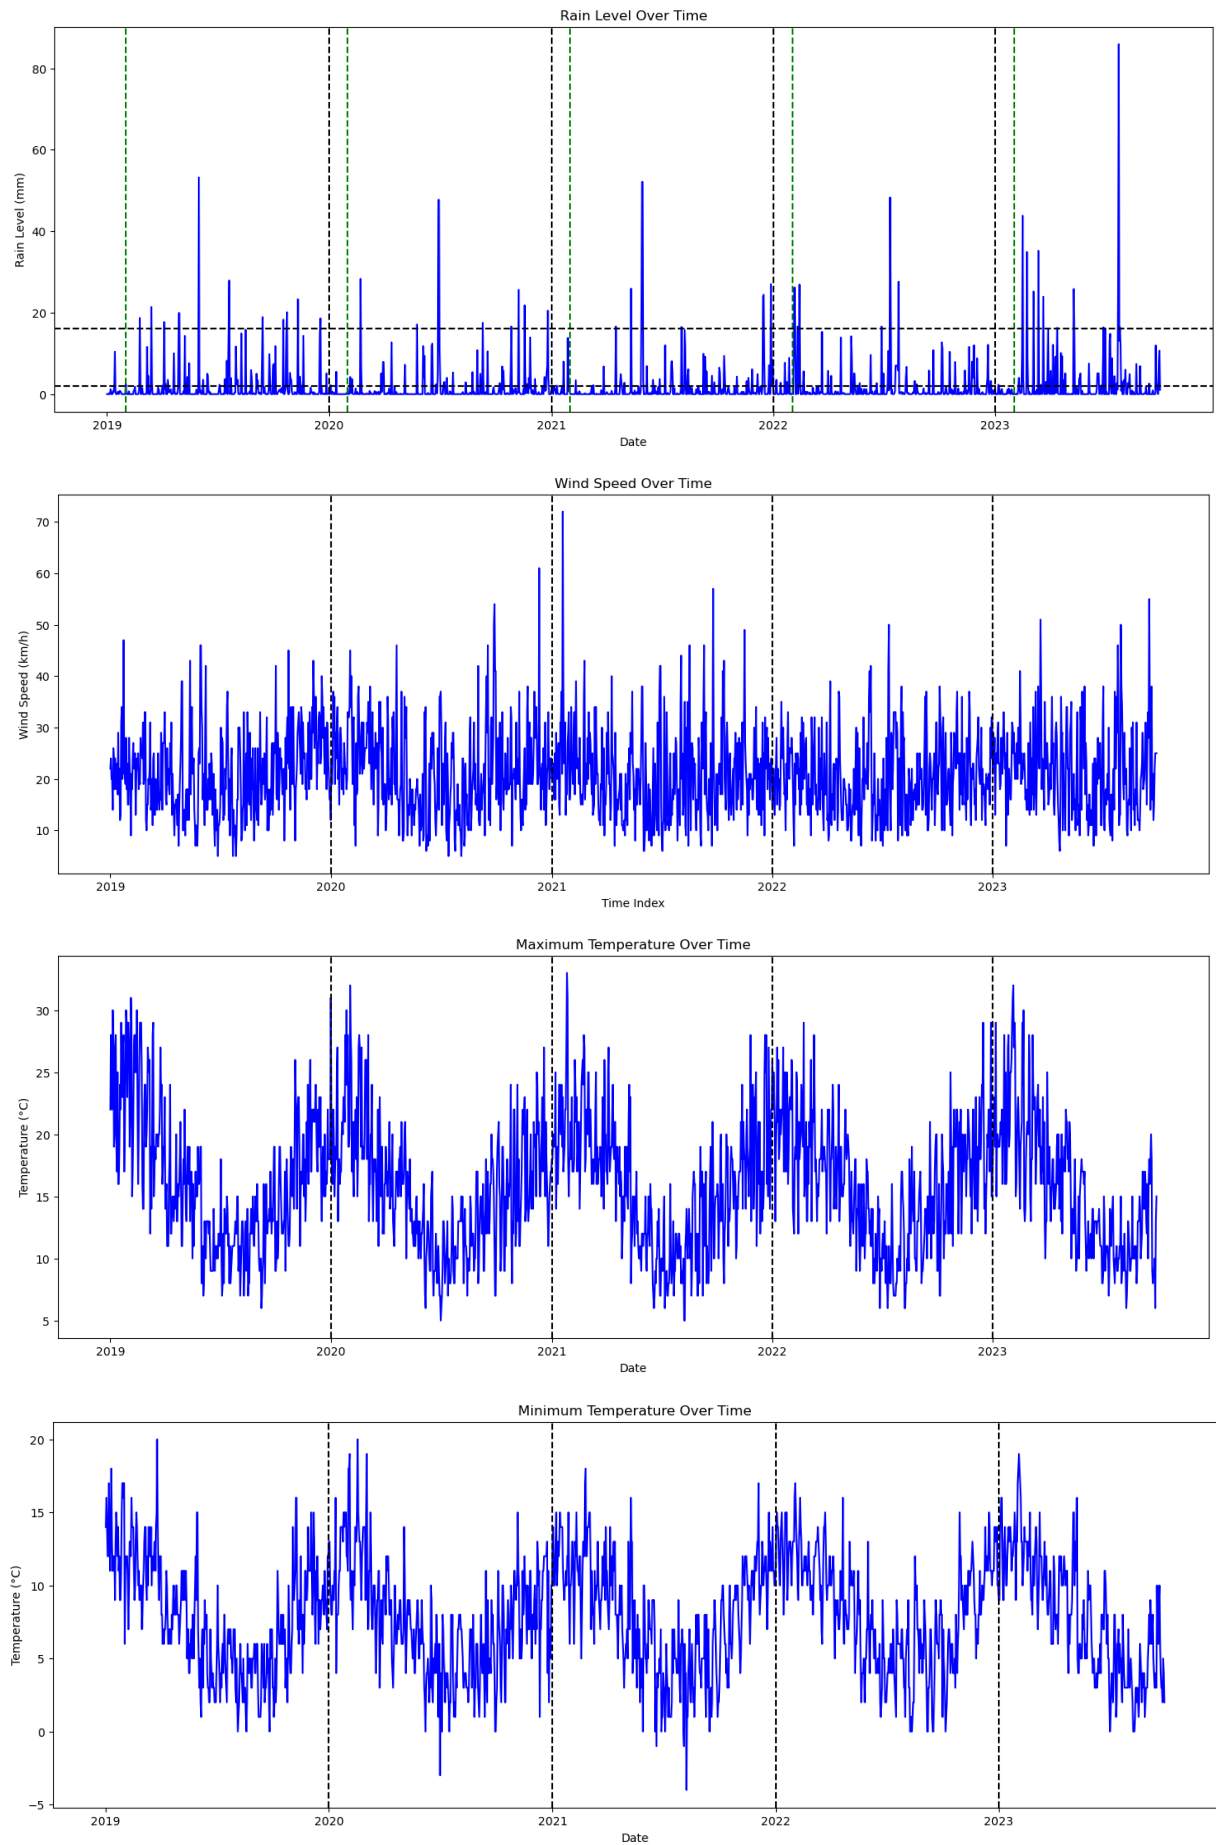 Rain Level Over Time
Rain Level (mm)
80
60
40
20
0
2019 2020 2021 2022 2023
Date
Wind Speed Over Time
Wind Speed (km/h)
70
60
50
40
30
20
10
2019 2020 2021 2022 2023
Time Index
Maximum Temperature Over Time
Temperature (°C)
30
25
20
15
10
5
2019 2020 2021 2022 2023
Date
Minimum Temperature Over Time
Temperature (°C)
20
15
10
5
0
−5
2019 2020 2021 2022 2023
Date